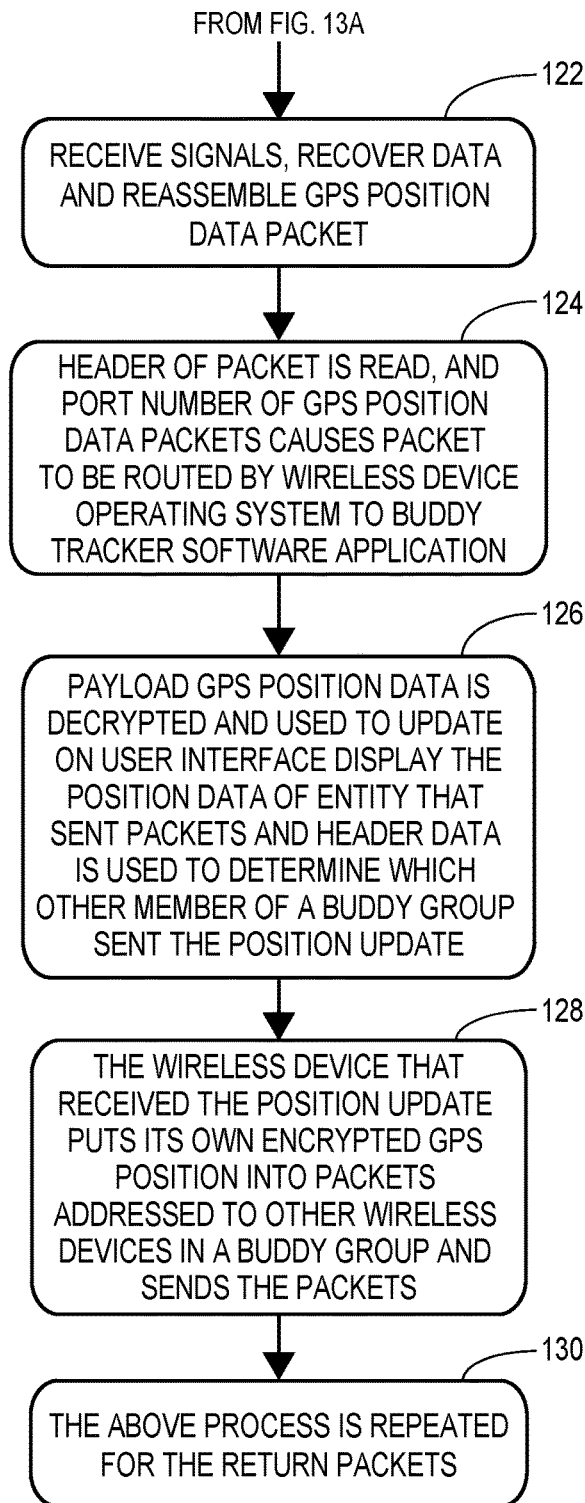 FROM FIG. 13A
122
RECEIVE SIGNALS, RECOVER DATA
AND REASSEMBLE GPS POSITION
DATA PACKET
124
HEADER OF PACKET IS READ, AND
PORT NUMBER OF GPS POSITION
DATA PACKETS CAUSES PACKET
TO BE ROUTED BY WIRELESS DEVICE
OPERATING SYSTEM TO BUDDY
TRACKER SOFTWARE APPLICATION
126
PAYLOAD GPS POSITION DATA IS
DECRYPTED AND USED TO UPDATE
ON USER INTERFACE DISPLAY THE
POSITION DATA OF ENTITY THAT
SENT PACKETS AND HEADER DATA
IS USED TO DETERMINE WHICH
OTHER MEMBER OF A BUDDY GROUP
SENT THE POSITION UPDATE
128
THE WIRELESS DEVICE THAT
RECEIVED THE POSITION UPDATE
PUTS ITS OWN ENCRYPTED GPS
POSITION INTO PACKETS
ADDRESSED TO OTHER WIRELESS
DEVICES IN A BUDDY GROUP AND
SENDS THE PACKETS
130
THE ABOVE PROCESS IS REPEATED
FOR THE RETURN PACKETS